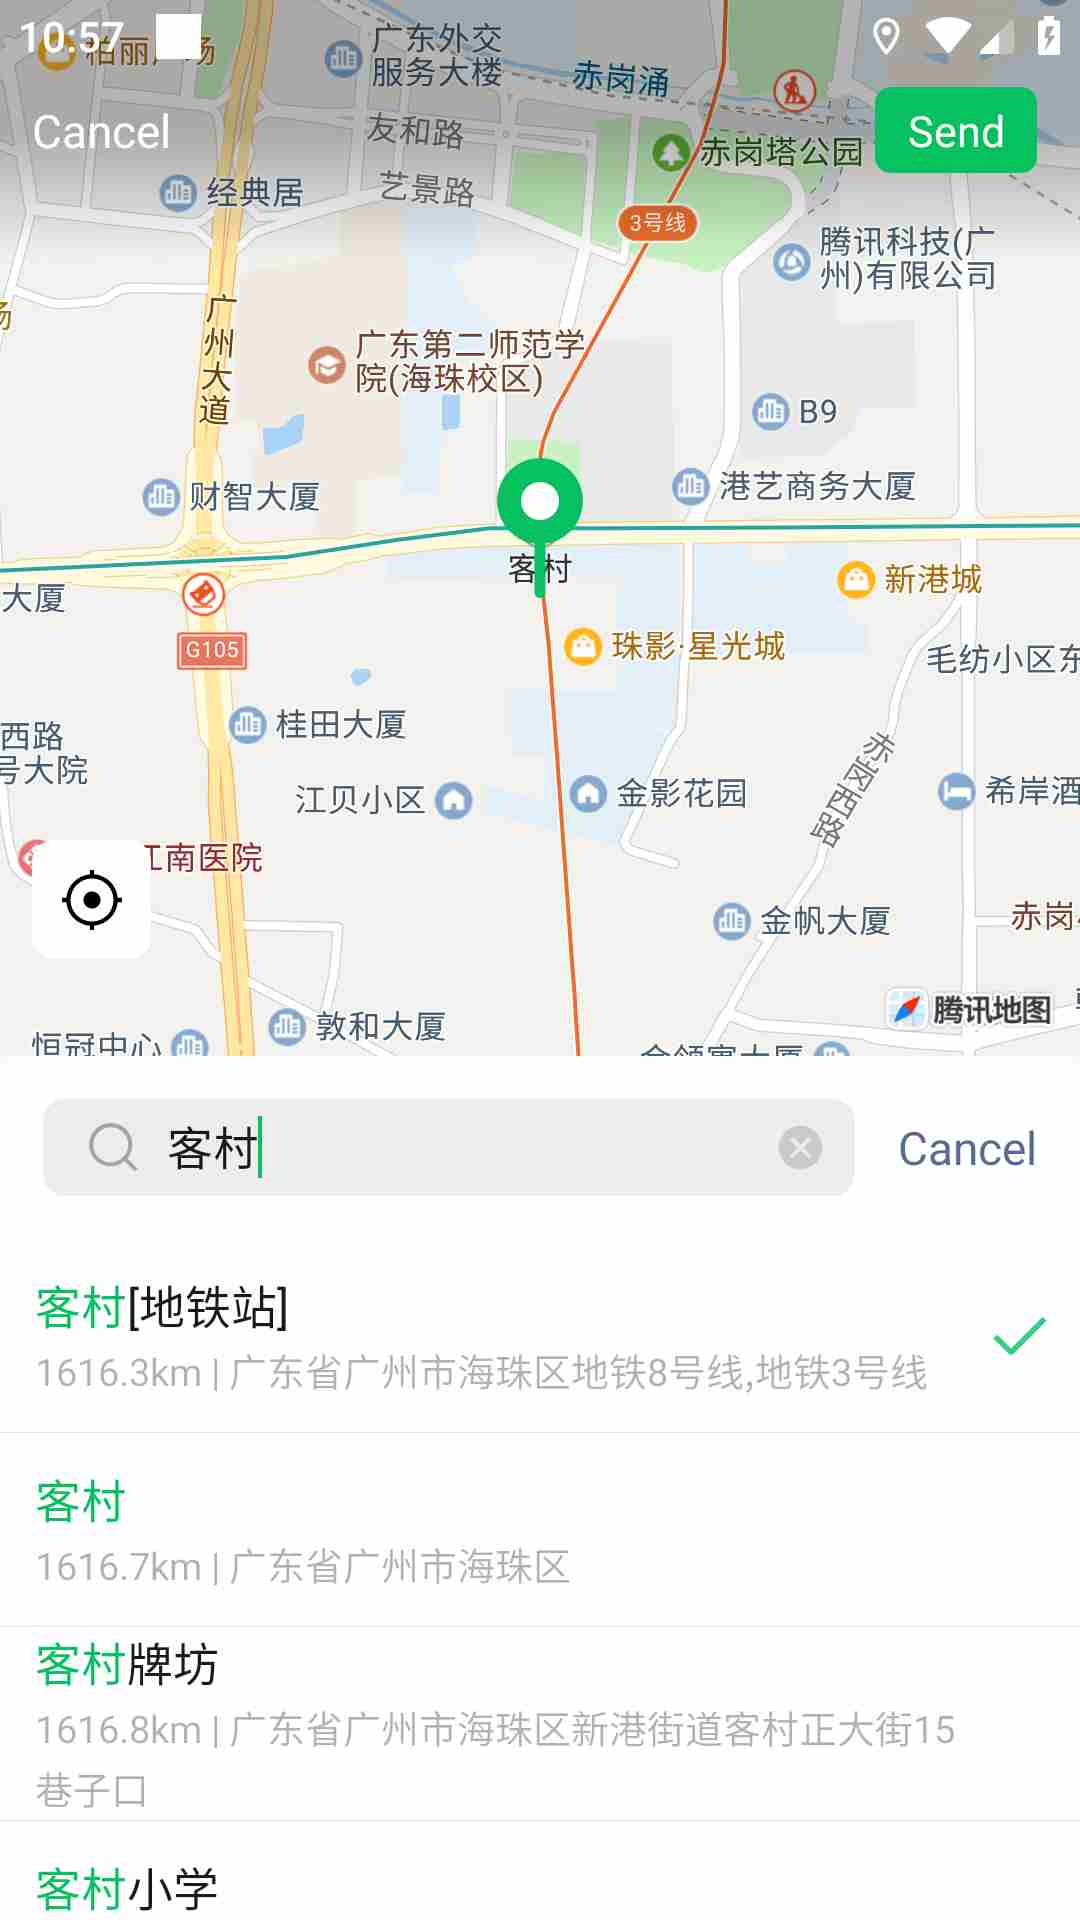 10:57
柏丽广场
广东外交
服务大楼
赤岗涌
Cancel
友和路
赤岗塔公园
Send
经典居
艺景路
3号线
腾讯科技(广
州)有限公司
场
广州大道
广东第二师范学
院(海珠校区)
B9
财智大厦
港艺商务大厦
客村
新港城
大厦
G105
珠影·星光城
毛纺小区东
西路
号大院
桂田大厦
赤岗西路
江贝小区
金影花园
希岸酒
江南医院
金帆大厦
赤岗
腾讯地图
敦和大厦
恒冠中心
客村
Cancel
客村[地铁站]
1616.3km | 广东省广州市海珠区地铁8号线,地铁3号线
客村
1616.7km | 广东省广州市海珠区
客村牌坊
1616.8km | 广东省广州市海珠区新港街道客村正大街15
巷子口
客村小学